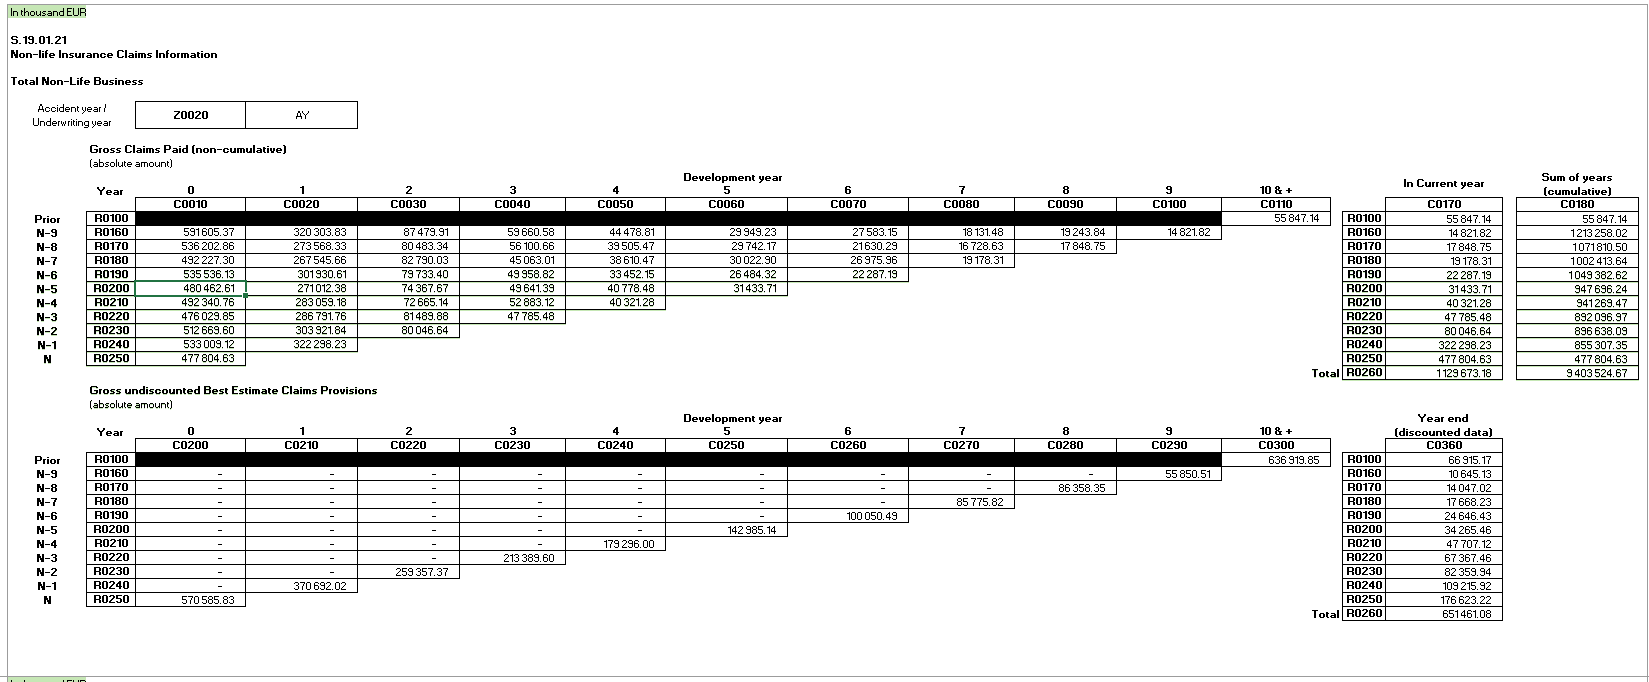 In thousand EUR
S.19.01.21
Non-life Insurance Claims Information
Total Non-Life Business
Accident year / Underwriting year Z0020 AY
Gross Claims Paid (non-cumulative)
(absolute amount)
Development year
In Current year Sum of years (cumulative)
Year 0 1 2 3 4 5 6 7 8 9 10 & +
C0010 C0020 C0030 C0040 C0050 C0060 C0070 C0080 C0090 C0100 C0110 C0170 C0180
Prior R0100 55 847.14 R0100 55 847.14 55 847.14
N-9 R0160 591 605.37 320 303.83 87 479.91 59 660.58 44 478.81 29 949.23 27 583.15 18 131.48 19 243.84 14 821.82 R0160 14 821.82 1 213 258.02
N-8 R0170 536 202.86 273 568.33 80 483.34 56 100.66 39 505.47 29 742.17 21 630.29 16 728.63 17 848.75 R0170 17 848.75 1 071 810.50
N-7 R0180 492 227.30 267 545.66 82 790.03 45 063.01 38 610.47 30 022.90 26 975.96 19 178.31 R0180 19 178.31 1 002 413.64
N-6 R0190 535 536.13 301 930.61 79 733.40 49 958.82 33 452.15 26 484.32 22 287.19 R0190 22 287.19 1 049 382.62
N-5 R0200 480 462.61 271 012.38 74 367.67 49 641.39 40 778.48 31 433.71 R0200 31 433.71 947 696.24
N-4 R0210 492 340.76 283 059.18 72 665.14 52 883.12 40 321.28 R0210 40 321.28 941 269.47
N-3 R0220 476 029.85 286 791.76 81 489.88 47 785.48 R0220 47 785.48 892 096.97
N-2 R0230 512 669.60 303 921.84 80 046.64 R0230 80 046.64 896 638.09
N-1 R0240 533 009.12 322 298.23 R0240 322 298.23 855 307.35
N R0250 477 804.63 R0250 477 804.63 477 804.63
Total R0260 1 129 673.18 9 403 524.67
Gross undiscounted Best Estimate Claims Provisions
(absolute amount)
Development year
Year end (discounted data)
Year 0 1 2 3 4 5 6 7 8 9 10 & +
C0200 C0210 C0220 C0230 C0240 C0250 C0260 C0270 C0280 C0290 C0300 C0360
Prior R0100 636 919.85 R0100 66 915.17
N-9 R0160 - - - - - - - - - 55 850.51 R0160 10 645.13
N-8 R0170 - - - - - - - - 86 358.35 R0170 14 047.02
N-7 R0180 - - - - - - - 85 775.82 R0180 17 668.23
N-6 R0190 - - - - - - 100 050.49 R0190 24 646.43
N-5 R0200 - - - - - 142 985.14 R0200 34 265.46
N-4 R0210 - - - - 179 296.00 R0210 47 707.12
N-3 R0220 - - - 213 389.60 R0220 67 367.46
N-2 R0230 - - 259 357.37 R0230 82 359.94
N-1 R0240 - 370 692.02 R0240 109 215.92
N R0250 570 585.83 R0250 176 623.22
Total R0260 651 461.08